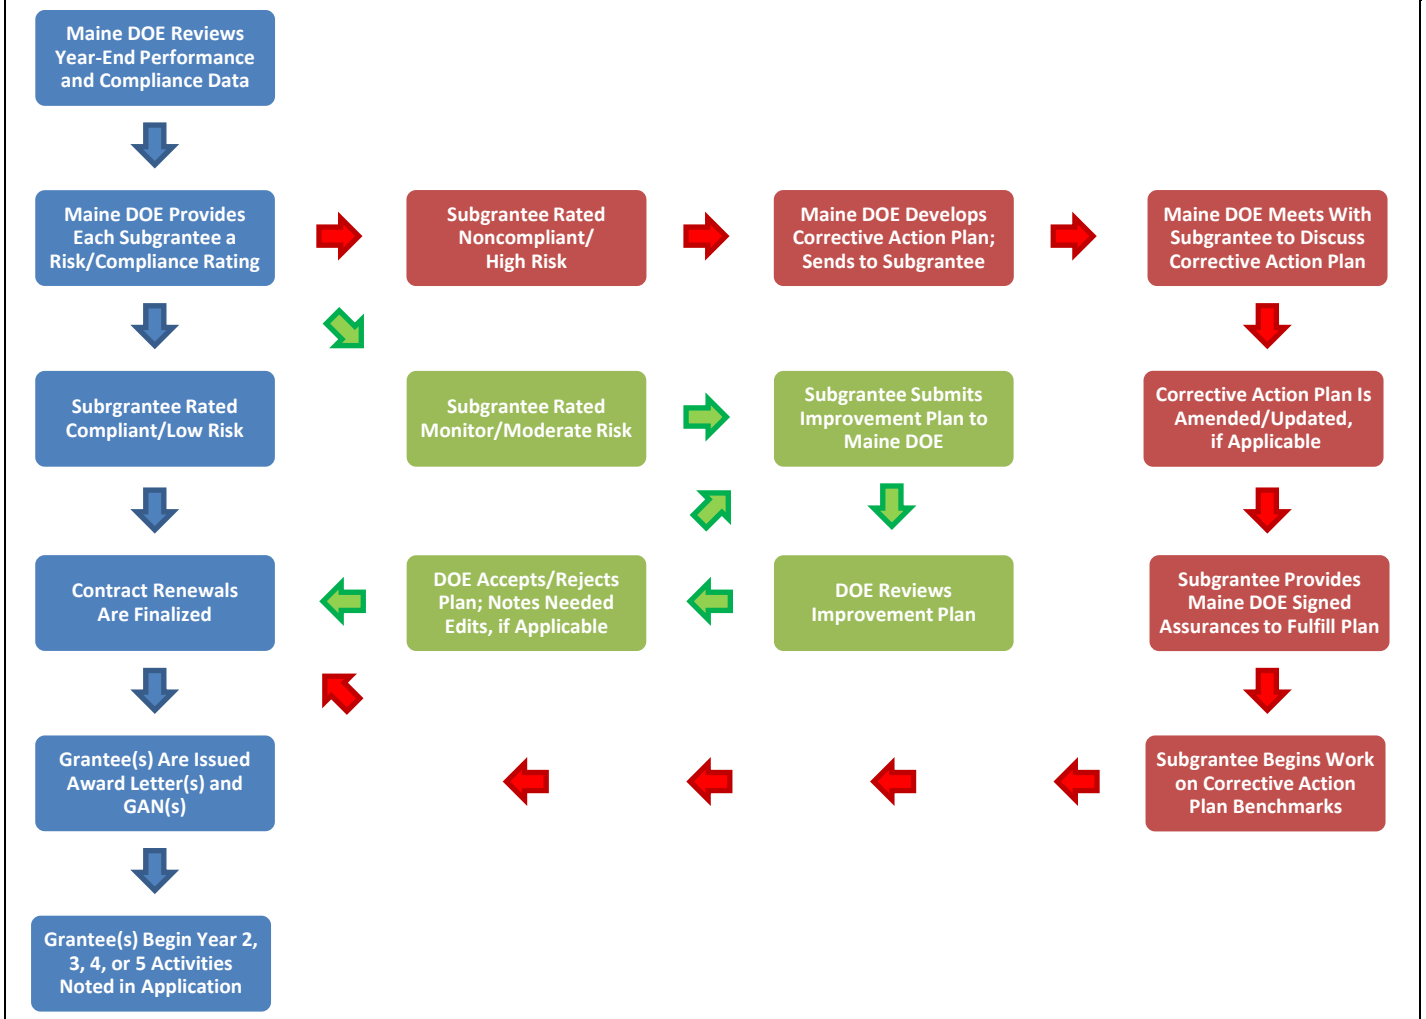 Maine DOE Reviews
Year-End Performance
and Compliance Data
Maine DOE Provides
Each Subgrantee a
Risk/Compliance Rating
Subgrantee Rated
Noncompliant/
High Risk
Maine DOE Develops
Corrective Action Plan;
Sends to Subgrantee
Maine DOE Meets With
Subgrantee to Discuss
Corrective Action Plan
Subrgrantee Rated
Compliant/Low Risk
Subgrantee Rated
Monitor/Moderate Risk
Subgrantee Submits
Improvement Plan to
Maine DOE
Corrective Action Plan Is
Amended/Updated,
if Applicable
Contract Renewals
Are Finalized
DOE Accepts/Rejects
Plan; Notes Needed
Edits, if Applicable
DOE Reviews
Improvement Plan
Subgrantee Provides
Maine DOE Signed
Assurances to Fulfill Plan
Grantee(s) Are Issued
Award Letter(s) and
GAN(s)
Subgrantee Begins Work
on Corrective Action
Plan Benchmarks
Grantee(s) Begin Year 2,
3, 4, or 5 Activities
Noted in Application